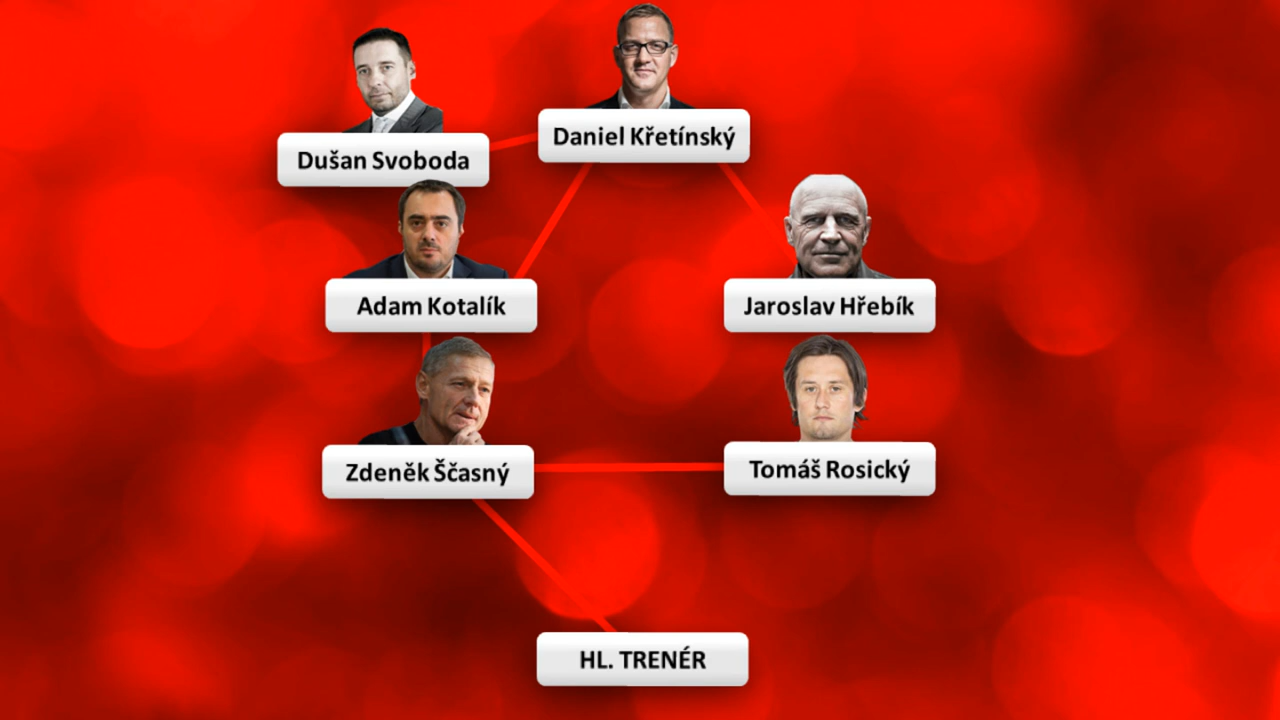 Daniel Křetínský
Dušan Svoboda
Adam Kotalík
Jaroslav Hřebík
Zdeněk Ščasný
Tomáš Rosický
HL. TRENÉR